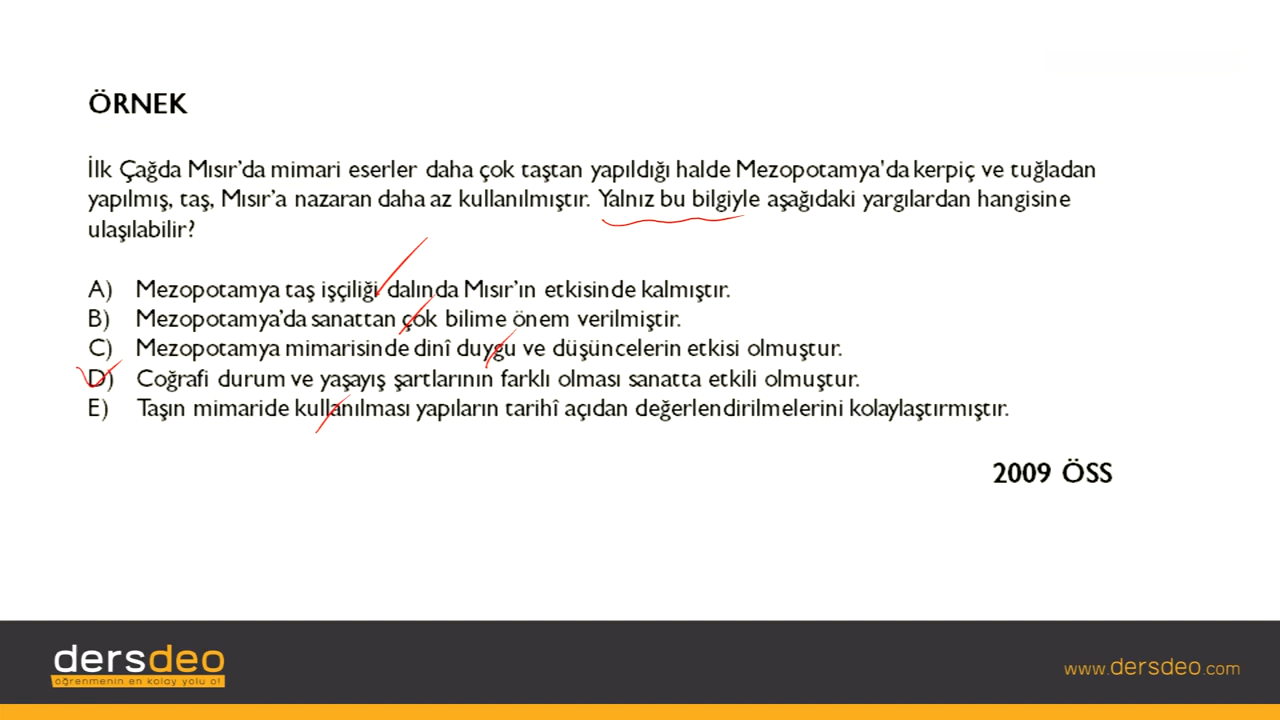 ÖRNEK
İlk Çağda Mısır'da mimari eserler daha çok taştan yapıldığı halde Mezopotamya'da kerpiç ve tuğladan
yapılmış, taş, Mısır'a nazaran daha az kullanılmıştır. Yalnız bu bilgiyle aşağıdaki yargılardan hangisine
ulaşılabilir?
A) Mezopotamya taş işçiliği dalında Mısır'ın etkisinde kalmıştır.
B) Mezopotamya'da sanattan çok bilime önem verilmiştir.
C) Mezopotamya mimarisinde dinî duygu ve düşüncelerin etkisi olmuştur.
D) Coğrafi durum ve yaşayış şartlarının farklı olması sanatta etkili olmuştur.
E) Taşın mimaride kullanılması yapıların tarihî açıdan değerlendirilmelerini kolaylaştırmıştır.
2009 ÖSS
dersdeo
öğrenmenin en kolay yolu o!
www.dersdeo.com